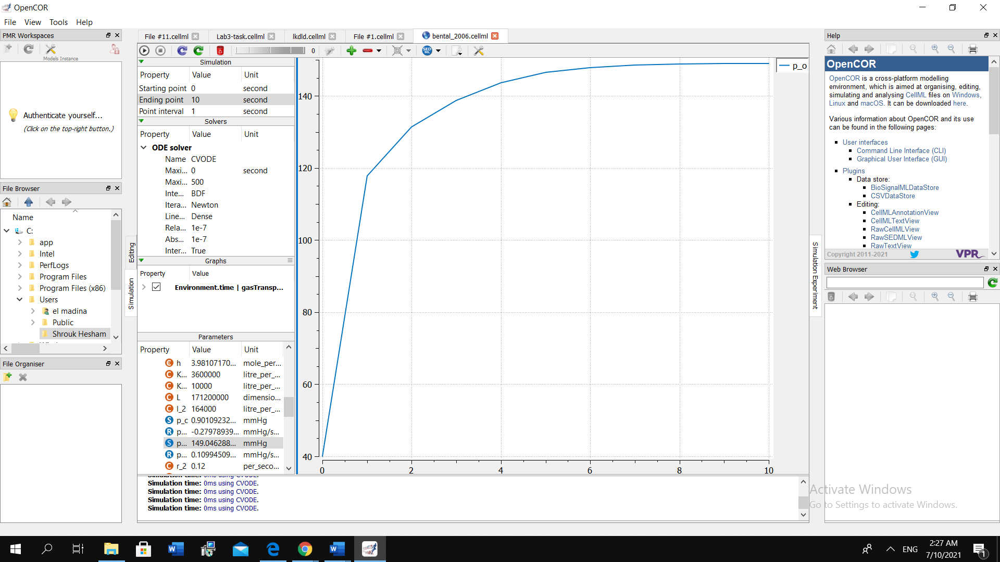 OpenCOR
File View Tools Help
PMR Workspaces
Models Instance
Authenticate yourself...
(Click on the top-right button.)
File Browser
Name
C:
app
Intel
PerfLogs
Program Files
Program Files (x86)
Users
el madina
Public
Shrouk Hesham
File Organiser
Editing
Simulation
File #11.cellml
Lab3-task.cellml
lkdld.cellml
File #1.cellml
bental_2006.cellml
0
SED ML
Simulation
Property Value Unit
Starting point 0 second
Ending point 10 second
Point interval 1 second
Solvers
Property Value Unit
ODE solver
Name CVODE
Maxi... 0 second
Maxi... 500
Inte... BDF
Itera... Newton
Line... Dense
Rela... 1e-7
Abs... 1e-7
Inter... True
Graphs
Property Value
Environment.time | gasTransp...
Parameters
Property Value Unit
C h 3.98107170... mole_per...
C K... 3600000 litre_per_...
C K... 10000 litre_per_...
C L 171200000 dimensio...
C l_2 164000 litre_per_...
S p_c 0.90109232... mmHg
R p... -0.27978939... mmHg/s...
S p... 149.046288... mmHg
R p... 0.10994509... mmHg/s...
C r_2 0.12 per_seco...
140
120
100
80
60
40
0 2 4 6 8 10
p_o
Simulation time: 0ms using CVODE.
Simulation time: 0ms using CVODE.
Simulation time: 0ms using CVODE.
Simulation time: 0ms using CVODE.
Simulation time: 0ms using CVODE.
Simulation Experiment
Help
OpenCOR
OpenCOR is a cross-platform modelling
environment, which is aimed at organising, editing,
simulating and analysing CellML files on Windows,
Linux and macOS. It can be downloaded here.
Various information about OpenCOR and its use
can be found in the following pages:
User interfaces
Command Line Interface (CLI)
Graphical User Interface (GUI)
Plugins
Data store:
BioSignalMLDataStore
CSVDataStore
Editing:
CellMLAnnotationView
CellMLTextView
RawCellMLView
RawSEDMLView
RawTextView
Copyright 2011-2021
VPR
Web Browser
Activate Windows
Go to Settings to activate Windows.
ENG
2:27 AM
7/10/2021
1